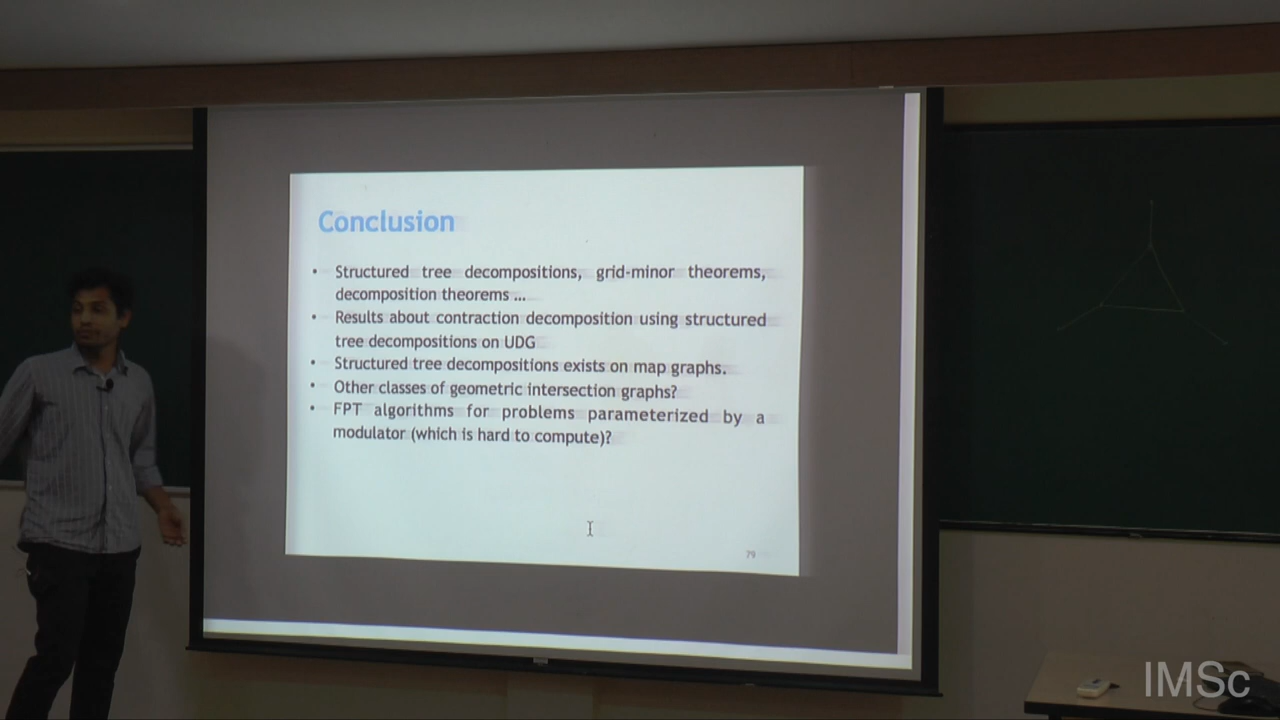 Conclusion
• Structured tree decompositions, grid-minor theorems,
decomposition theorems ...
• Results about contraction decomposition using structured
tree decompositions on UDG
• Structured tree decompositions exists on map graphs.
• Other classes of geometric intersection graphs?
• FPT algorithms for problems parameterized by a
modulator (which is hard to compute)?
79
IMSc